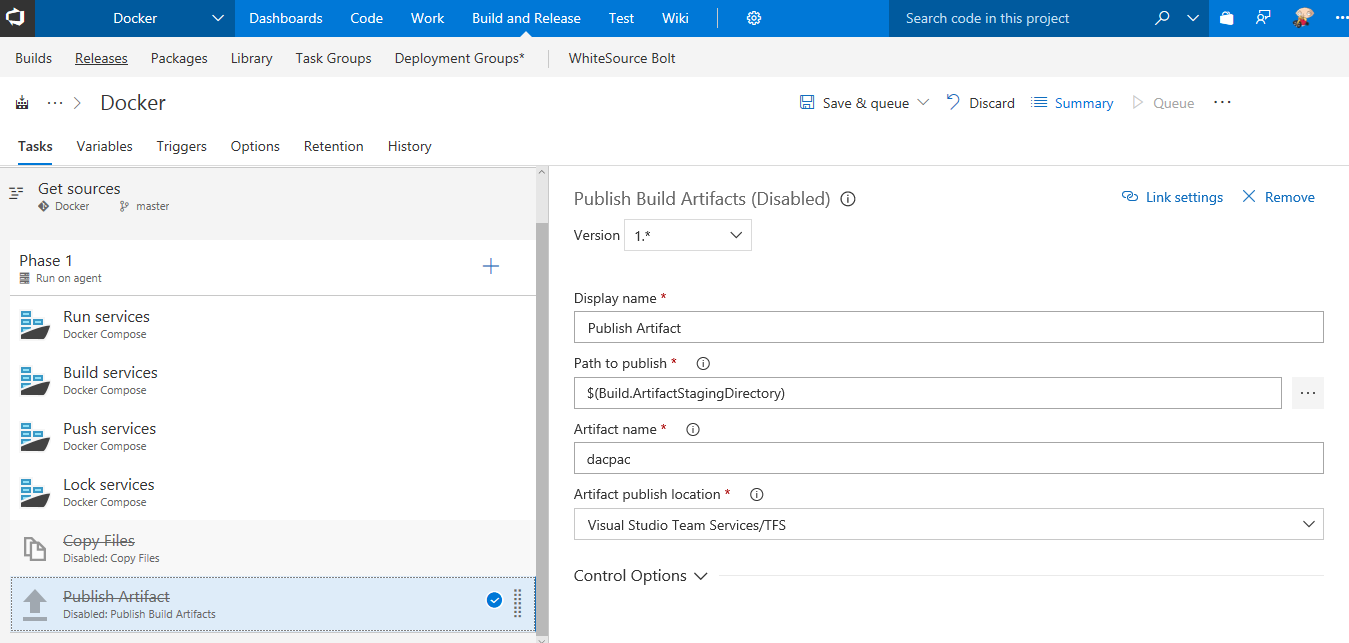 Docker Dashboards Code Work Build and Release Test Wiki Search code in this project
Builds Releases Packages Library Task Groups Deployment Groups* WhiteSource Bolt
Docker Save & queue Discard Summary Queue
Tasks Variables Triggers Options Retention History
Get sources
Docker master
Phase 1
Run on agent
Run services
Docker Compose
Build services
Docker Compose
Push services
Docker Compose
Lock services
Docker Compose
Copy Files
Disabled: Copy Files
Publish Artifact
Disabled: Publish Build Artifacts
Publish Build Artifacts (Disabled) Link settings Remove
Version 1.*
Display name *
Publish Artifact
Path to publish *
$(Build.ArtifactStagingDirectory)
Artifact name *
dacpac
Artifact publish location *
Visual Studio Team Services/TFS
Control Options